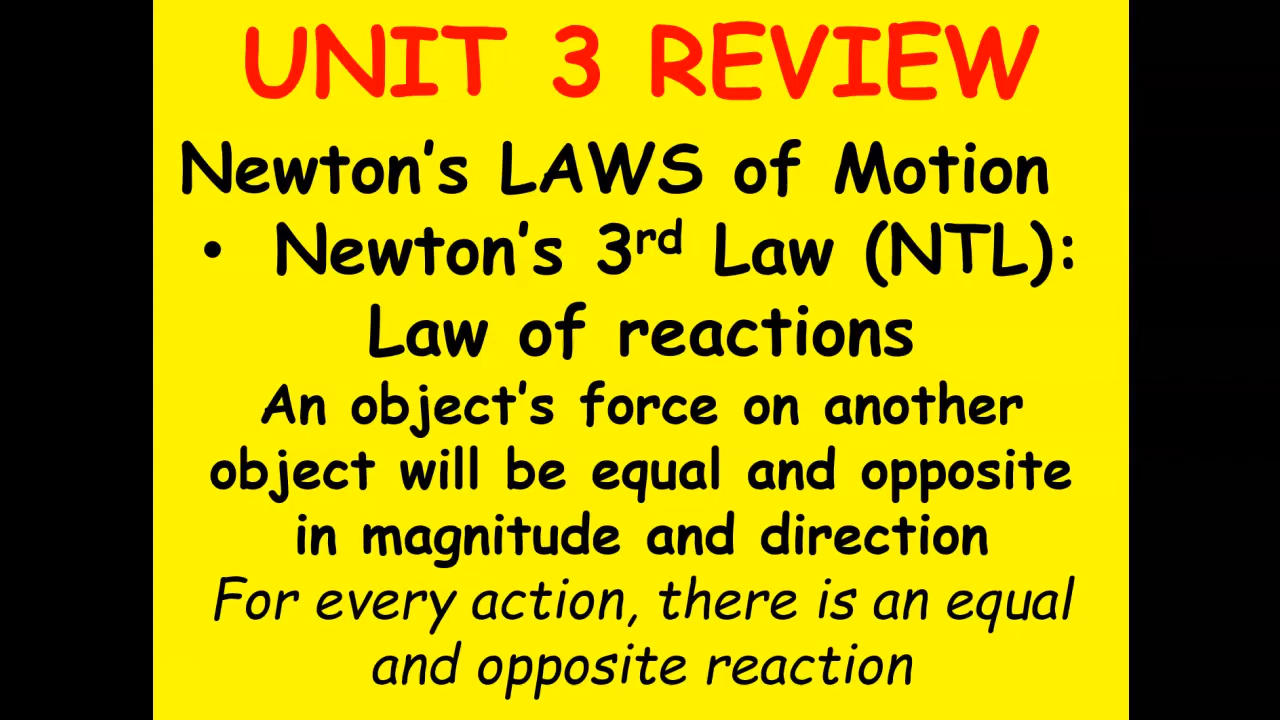 UNIT 3 REVIEW
Newton's LAWS of Motion
• Newton's 3rd Law (NTL):
Law of reactions
An object's force on another
object will be equal and opposite
in magnitude and direction
For every action, there is an equal
and opposite reaction